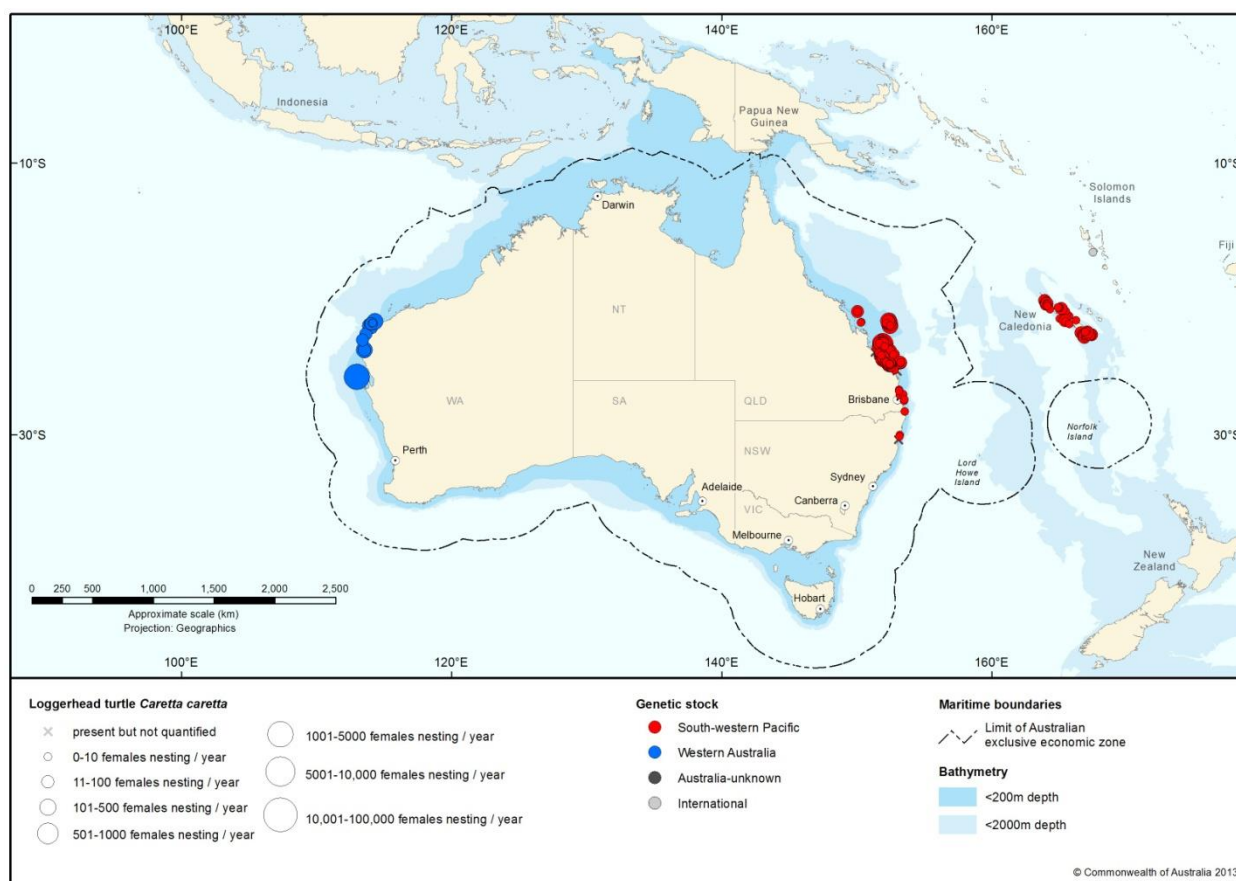 100°E 120°E 140°E 160°E
Indonesia
Papua New
Guinea
10°S 10°S
Solomon
Islands
Darwin
Fiji
NT
New
Caledonia
WA SA QLD
Brisbane
30°S 30°S
Norfolk
Island
NSW
Perth
Lord
Howe
Island
Sydney
Adelaide
Canberra
VIC
Melbourne
New
Zealand
Hobart
0 250 500 1,000 1,500 2,000 2,500
Approximate scale (km)
Projection: Geographics
100°E 120°E 140°E 160°E
Loggerhead turtle Caretta caretta
present but not quantified
0-10 females nesting / year
11-100 females nesting / year
101-500 females nesting / year
501-1000 females nesting / year
1001-5000 females nesting / year
5001-10,000 females nesting / year
10,001-100,000 females nesting / year
Genetic stock
South-western Pacific
Western Australia
Australia-unknown
International
Maritime boundaries
Limit of Australian
exclusive economic zone
Bathymetry
<200m depth
<2000m depth
© Commonwealth of Australia 2013